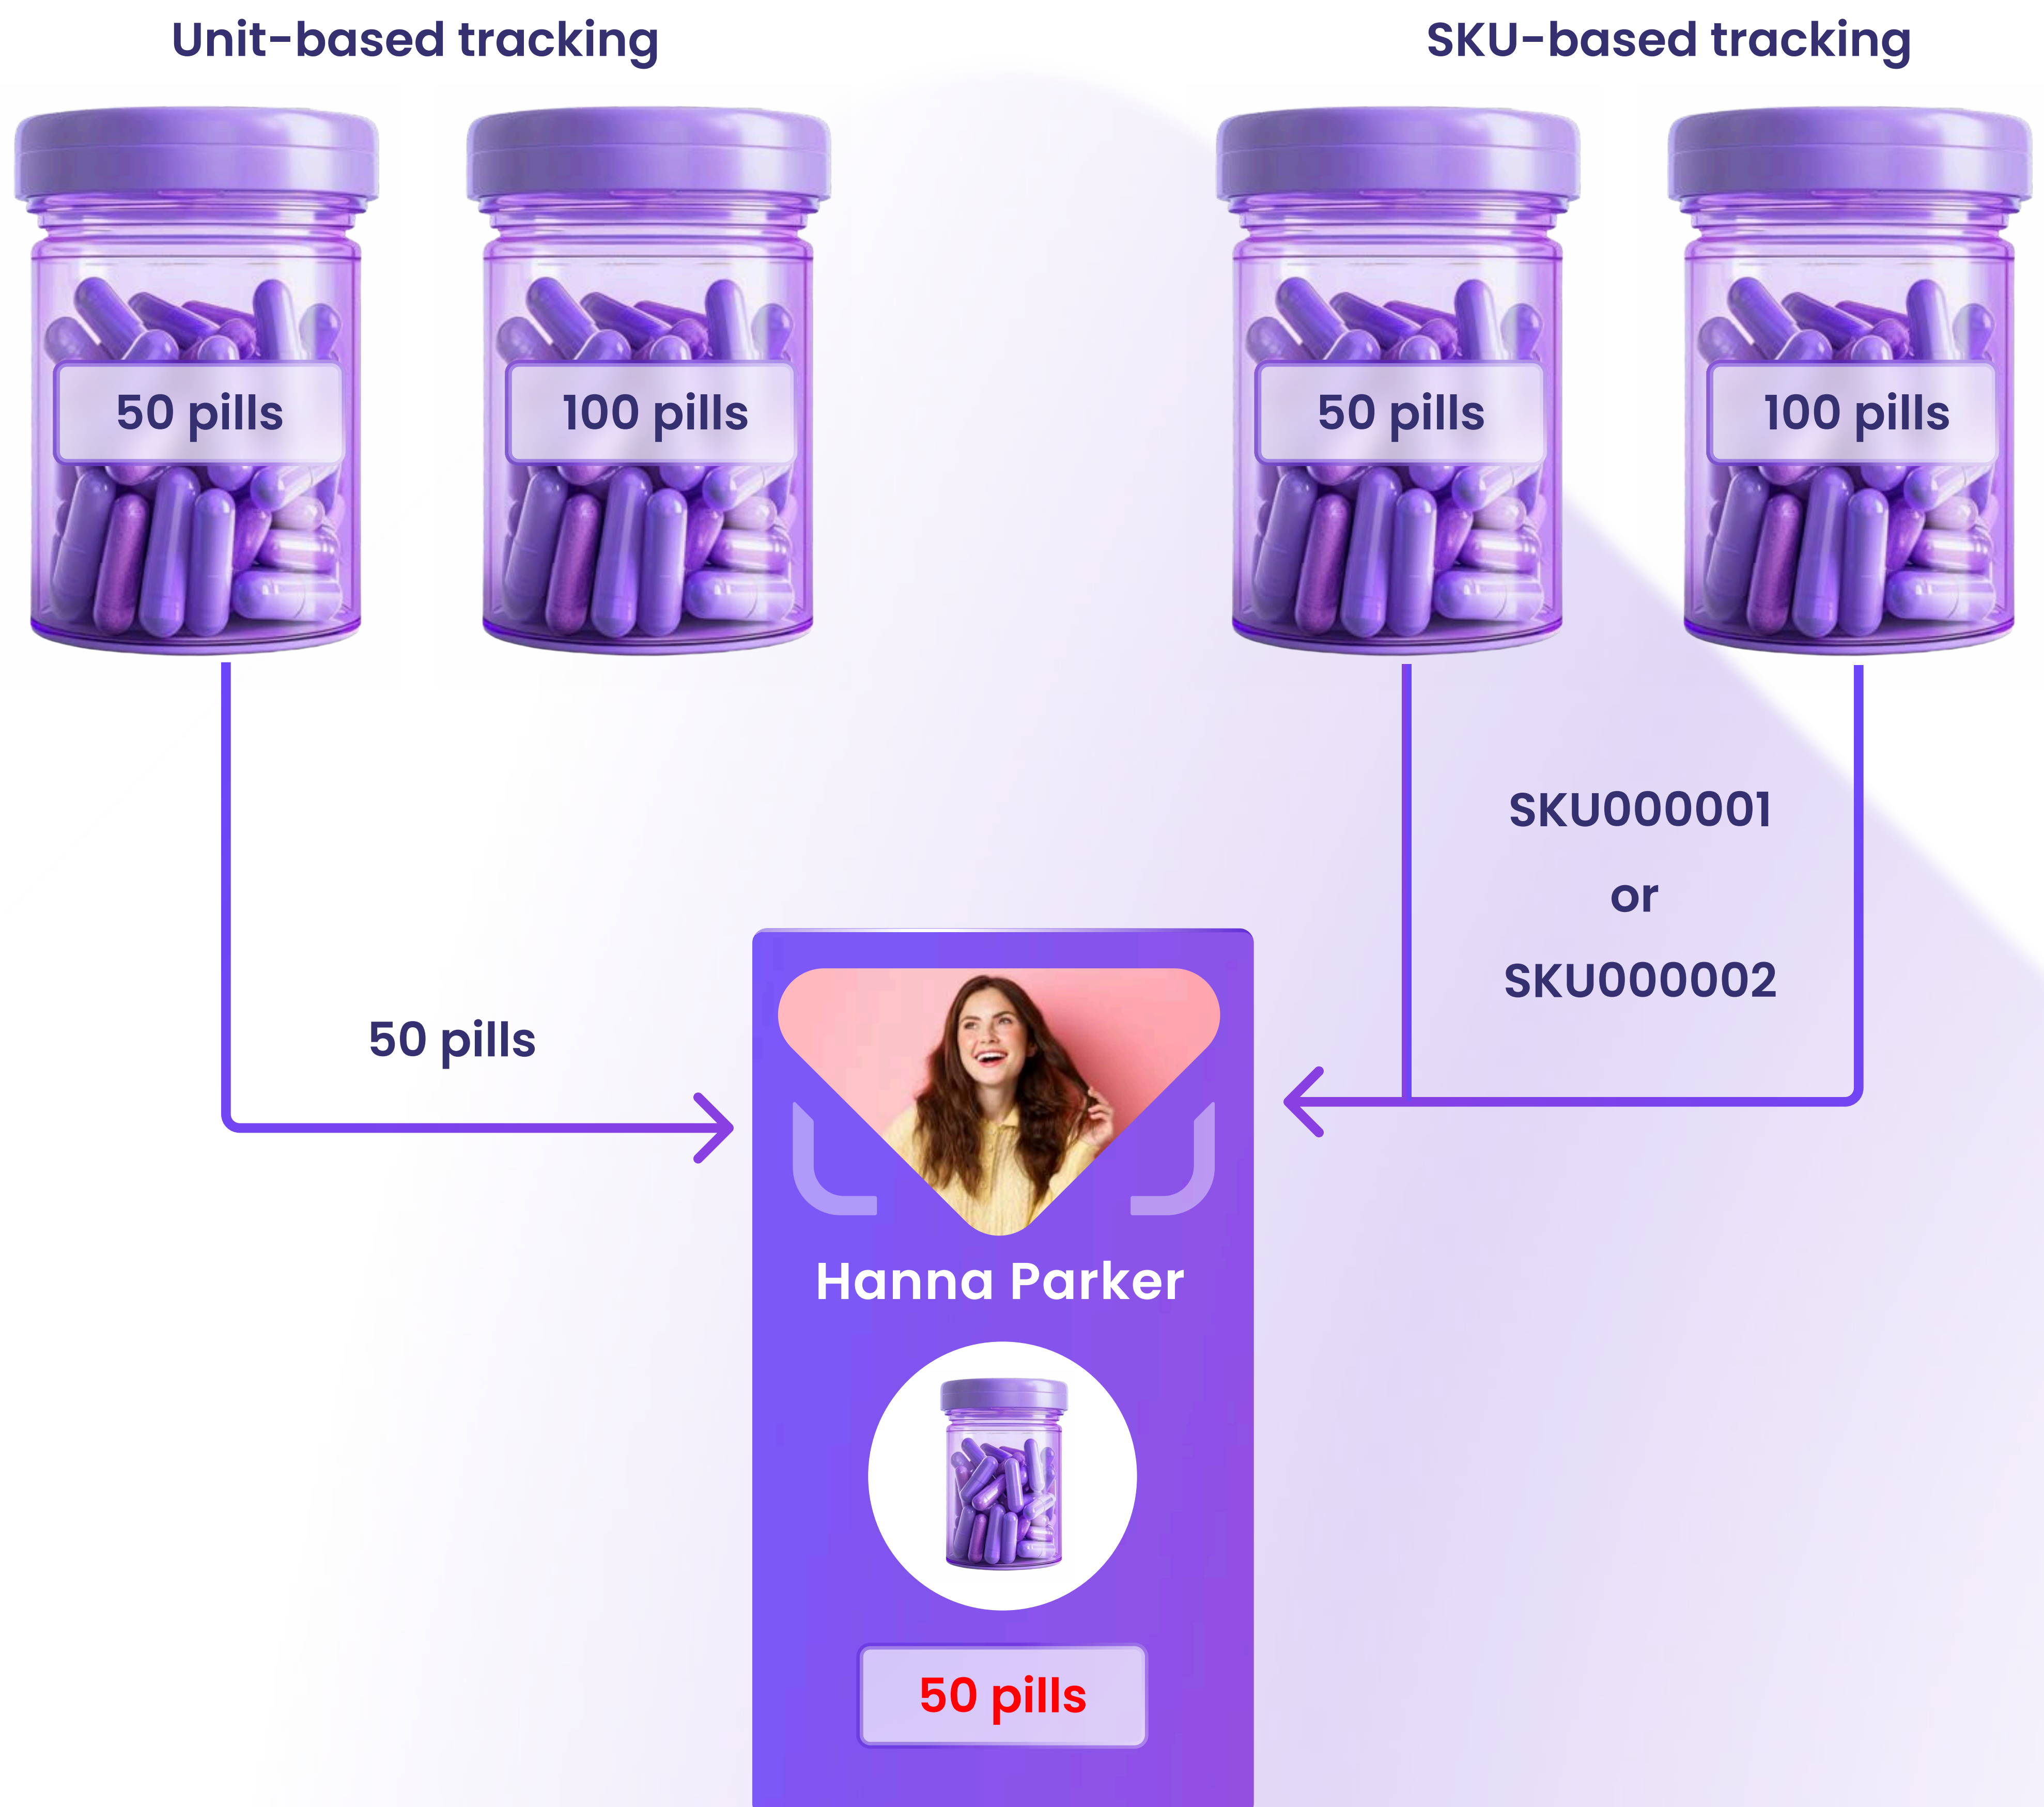 Unit-based tracking
SKU-based tracking
50 pills
100 pills
50 pills
100 pills
SKU000001
or
SKU000002
50 pills
Hanna Parker
50 pills